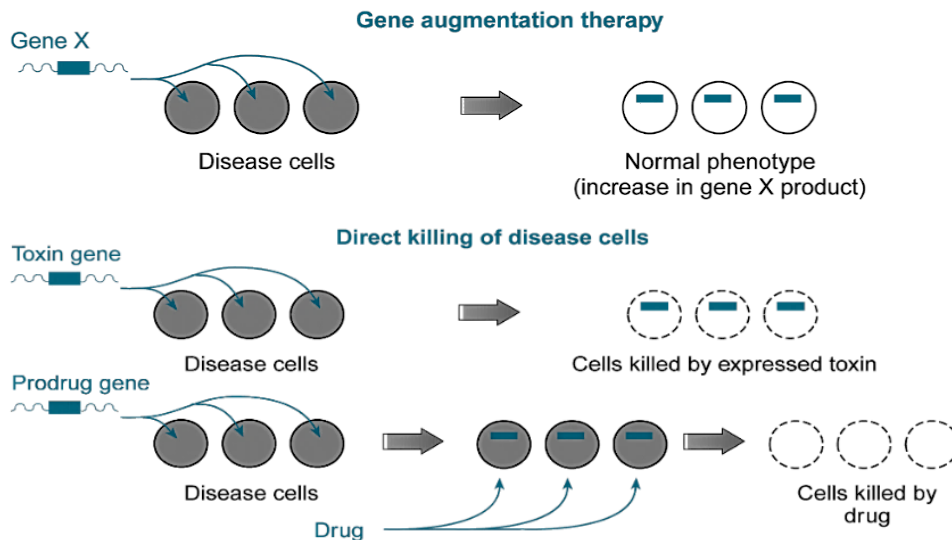 Gene augmentation therapy
Gene X
Disease cells
Normal phenotype
(increase in gene X product)
Direct killing of disease cells
Toxin gene
Disease cells
Cells killed by expressed toxin
Prodrug gene
Disease cells
Drug
Cells killed by
drug